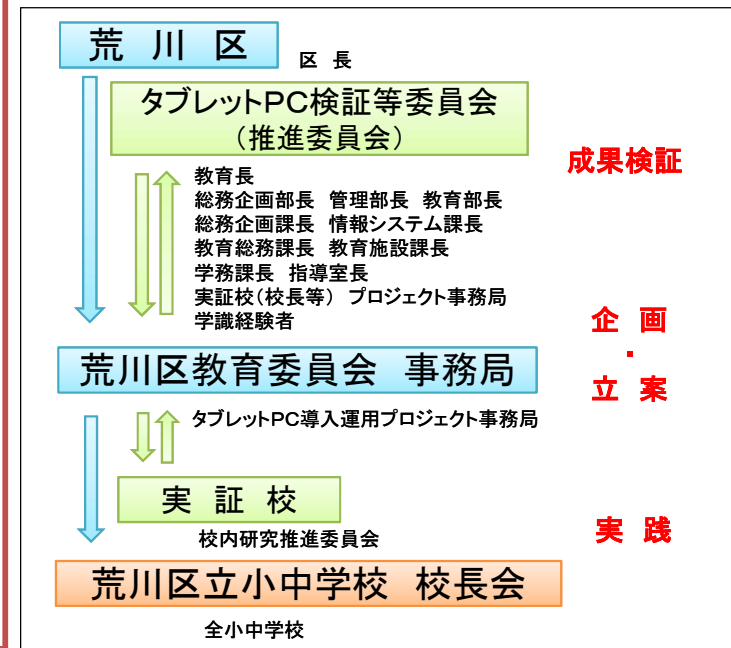 荒 川 区
区 長
タブレットPC検証等委員会
（推進委員会）
成果検証
教育長
総務企画部長 管理部長 教育部長
総務企画課長 情報システム課長
教育総務課長 教育施設課長
学務課長 指導室長
実証校（校長等） プロジェクト事務局
学識経験者
企 画
・
立 案
荒川区教育委員会 事務局
タブレットPC導入運用プロジェクト事務局
実 証 校
校内研究推進委員会
実 践
荒川区立小中学校 校長会
全小中学校